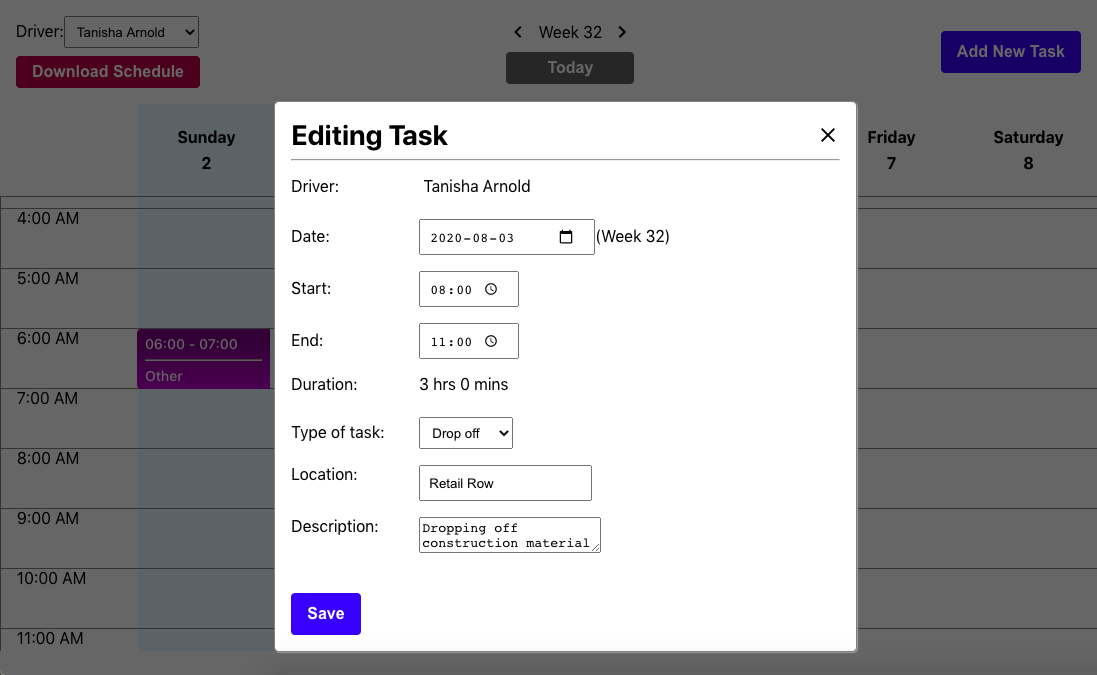 Driver: Tanisha Arnold
Week 32
Download Schedule
Today
Add New Task
Sunday
2
Friday
7
Saturday
8
4:00 AM
5:00 AM
6:00 AM
7:00 AM
8:00 AM
9:00 AM
10:00 AM
11:00 AM
06:00 - 07:00
Other
Editing Task
Driver: Tanisha Arnold
Date: 2020-08-03 (Week 32)
Start: 08:00
End: 11:00
Duration: 3 hrs 0 mins
Type of task: Drop off
Location: Retail Row
Description: Dropping off
construction material
Save